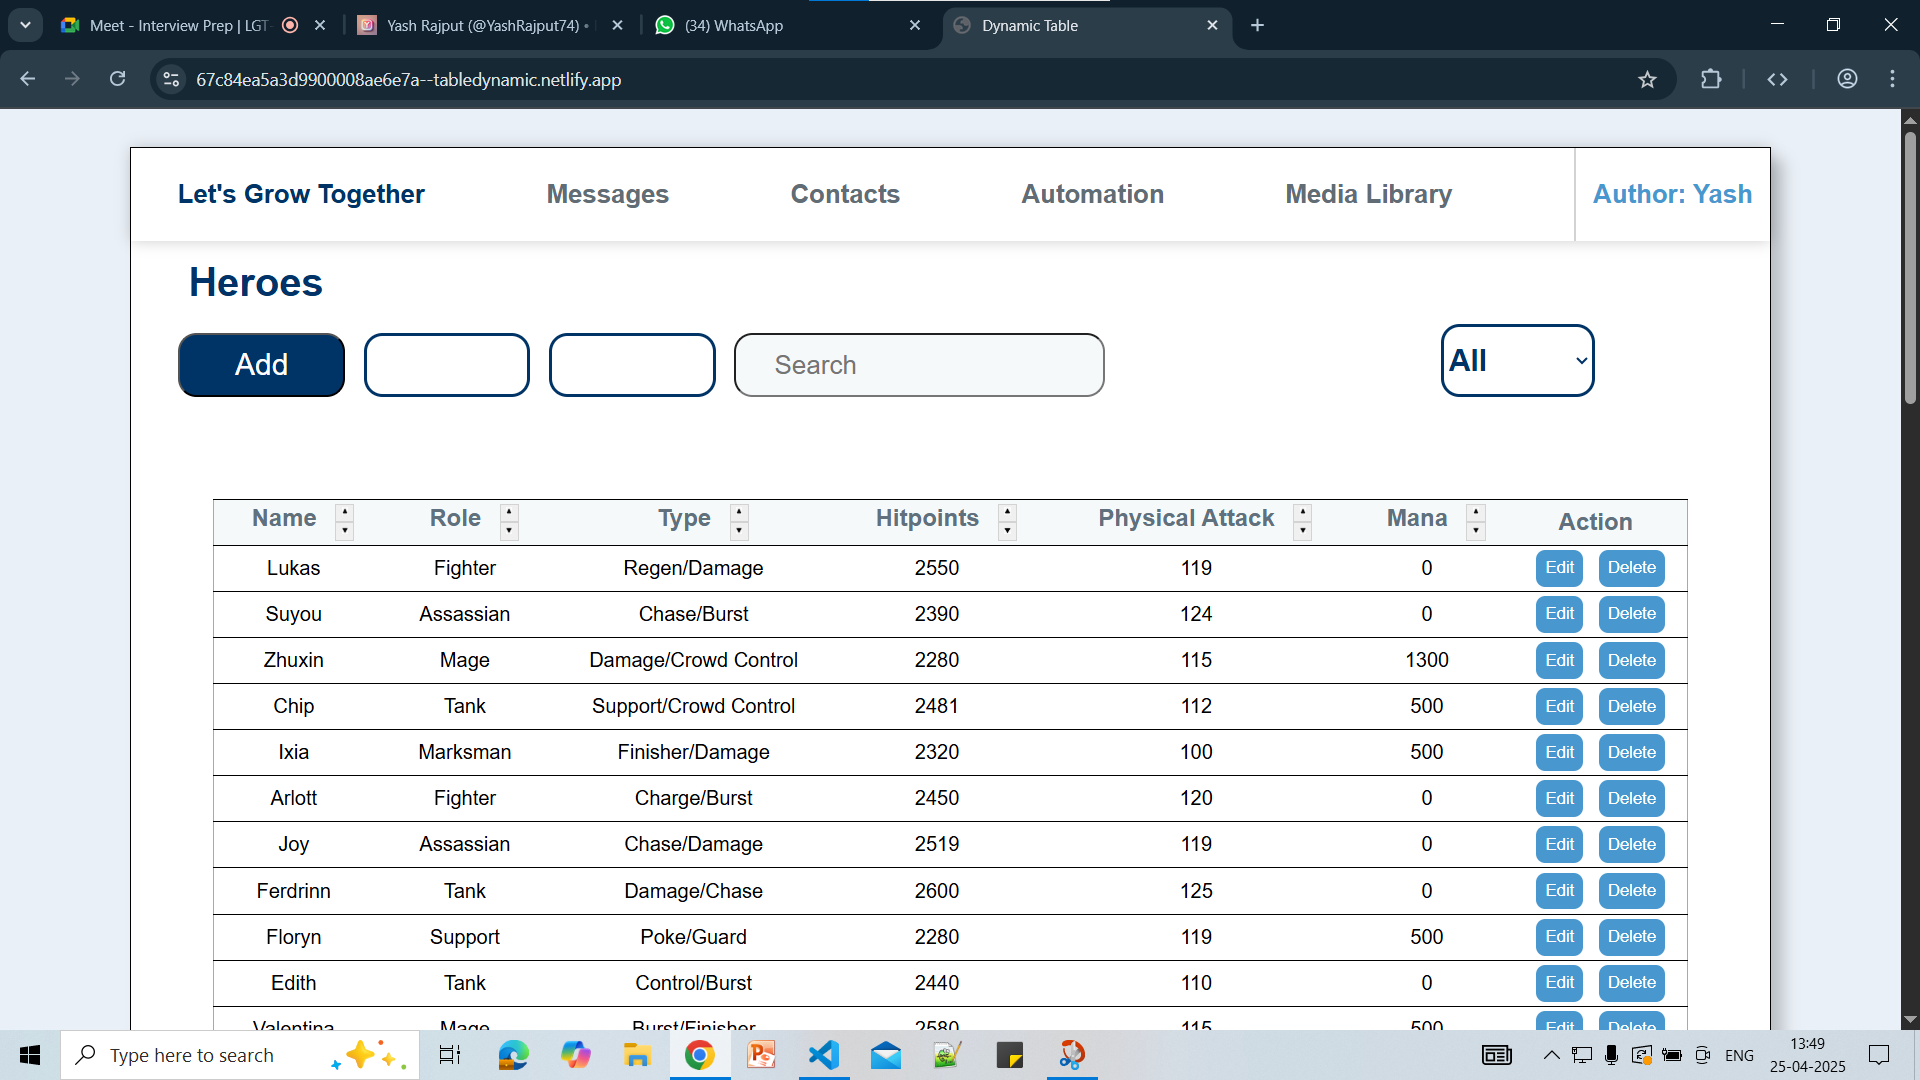 Meet - Interview Prep | LGT
Yash Rajput (@YashRajput74) •
(34) WhatsApp
Dynamic Table
67c84ea5a3d9900008ae6e7a--tabledynamic.netlify.app
Let's Grow Together Messages Contacts Automation Media Library Author: Yash
Heroes
Add Search All
Name Role Type Hitpoints Physical Attack Mana Action
Lukas Fighter Regen/Damage 2550 119 0 Edit Delete
Suyou Assassian Chase/Burst 2390 124 0 Edit Delete
Zhuxin Mage Damage/Crowd Control 2280 115 1300 Edit Delete
Chip Tank Support/Crowd Control 2481 112 500 Edit Delete
Ixia Marksman Finisher/Damage 2320 100 500 Edit Delete
Arlott Fighter Charge/Burst 2450 120 0 Edit Delete
Joy Assassian Chase/Damage 2519 119 0 Edit Delete
Ferdrinn Tank Damage/Chase 2600 125 0 Edit Delete
Floryn Support Poke/Guard 2280 119 500 Edit Delete
Edith Tank Control/Burst 2440 110 0 Edit Delete
Valentina Mage Burst/Finisher 2580 115 500 Edit Delete
Type here to search
ENG
13:49
25-04-2025